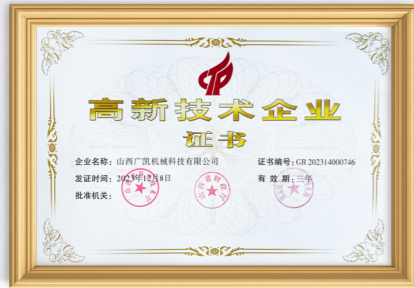 高新技术企业
证书
企业名称：山西广凯机械科技有限公司 证书编号：GR202314000746
发证时间：2023年12月8日 有效期：三年
批准机关：